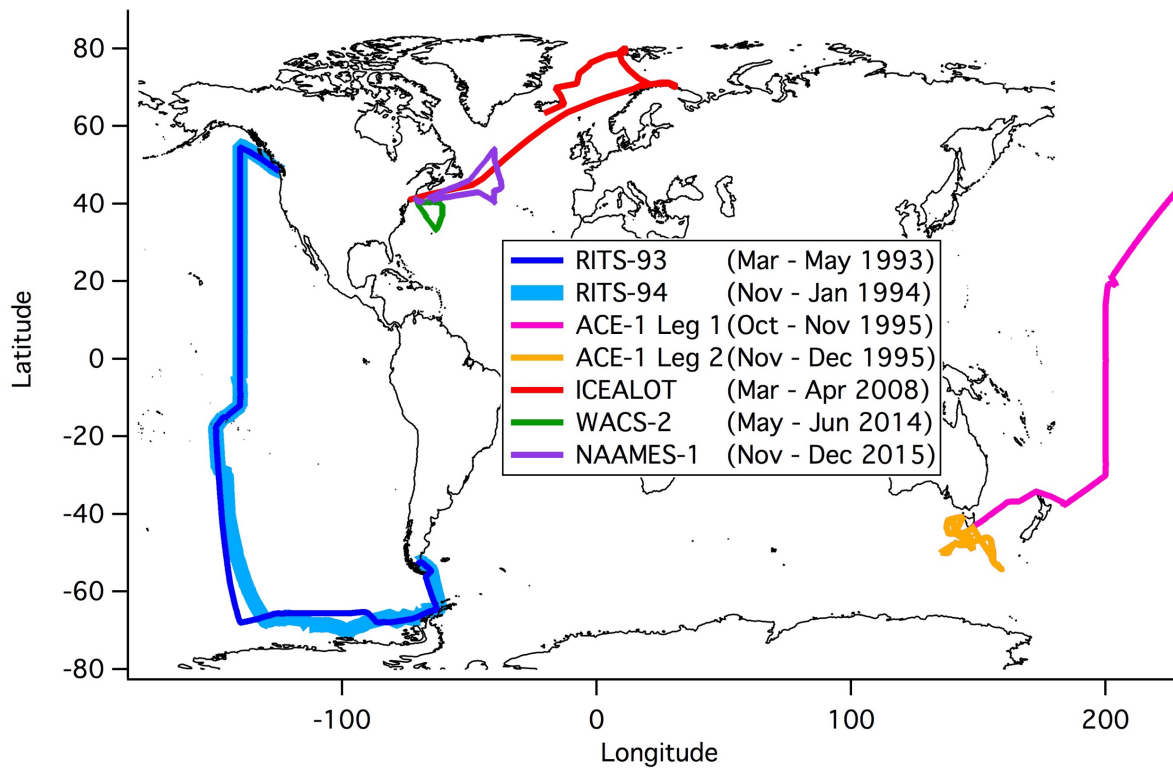 80
60
40
20
0
-20
-40
-60
-80
Latitude
RITS-93 (Mar - May 1993)
RITS-94 (Nov - Jan 1994)
ACE-1 Leg 1 (Oct - Nov 1995)
ACE-1 Leg 2 (Nov - Dec 1995)
ICEALOT (Mar - Apr 2008)
WACS-2 (May - Jun 2014)
NAAMES-1 (Nov - Dec 2015)
-100 0 100 200
Longitude